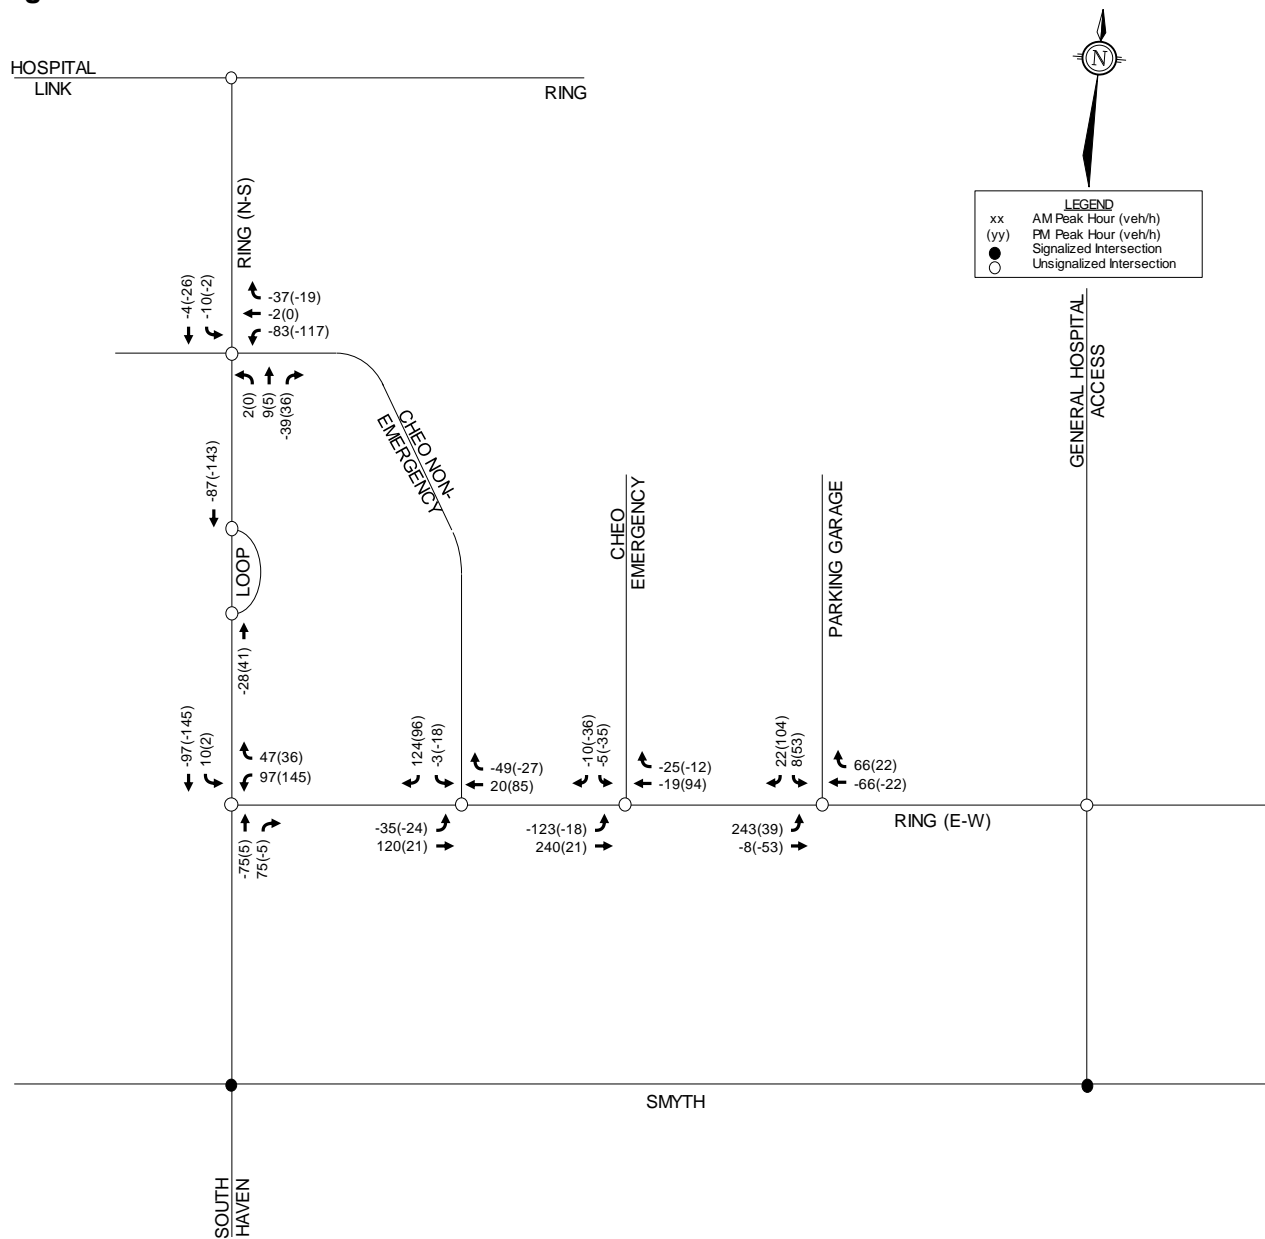 g
HOSPITAL
LINK
RING
N
RING (N-S)
LEGEND
xx AM Peak Hour (veh/h)
(yy) PM Peak Hour (veh/h)
Signalized Intersection
Unsignalized Intersection
-4(-26)
-10(-2)
-37(-19)
-2(0)
-83(-117)
2(0)
9(5)
-39(36)
CHEO NON-
EMERGENCY
GENERAL HOSPITAL
ACCESS
-87(-143)
LOOP
CHEO
EMERGENCY
PARKING GARAGE
-28(41)
-97(-145)
10(2)
47(36)
97(145)
124(96)
-3(-18)
-49(-27)
20(85)
-10(-36)
-5(-35)
-25(-12)
-19(94)
22(104)
8(53)
66(22)
-66(-22)
-75(5)
75(-5)
-35(-24)
120(21)
-123(-18)
240(21)
243(39)
-8(-53)
RING (E-W)
SMYTH
SOUTH
HAVEN